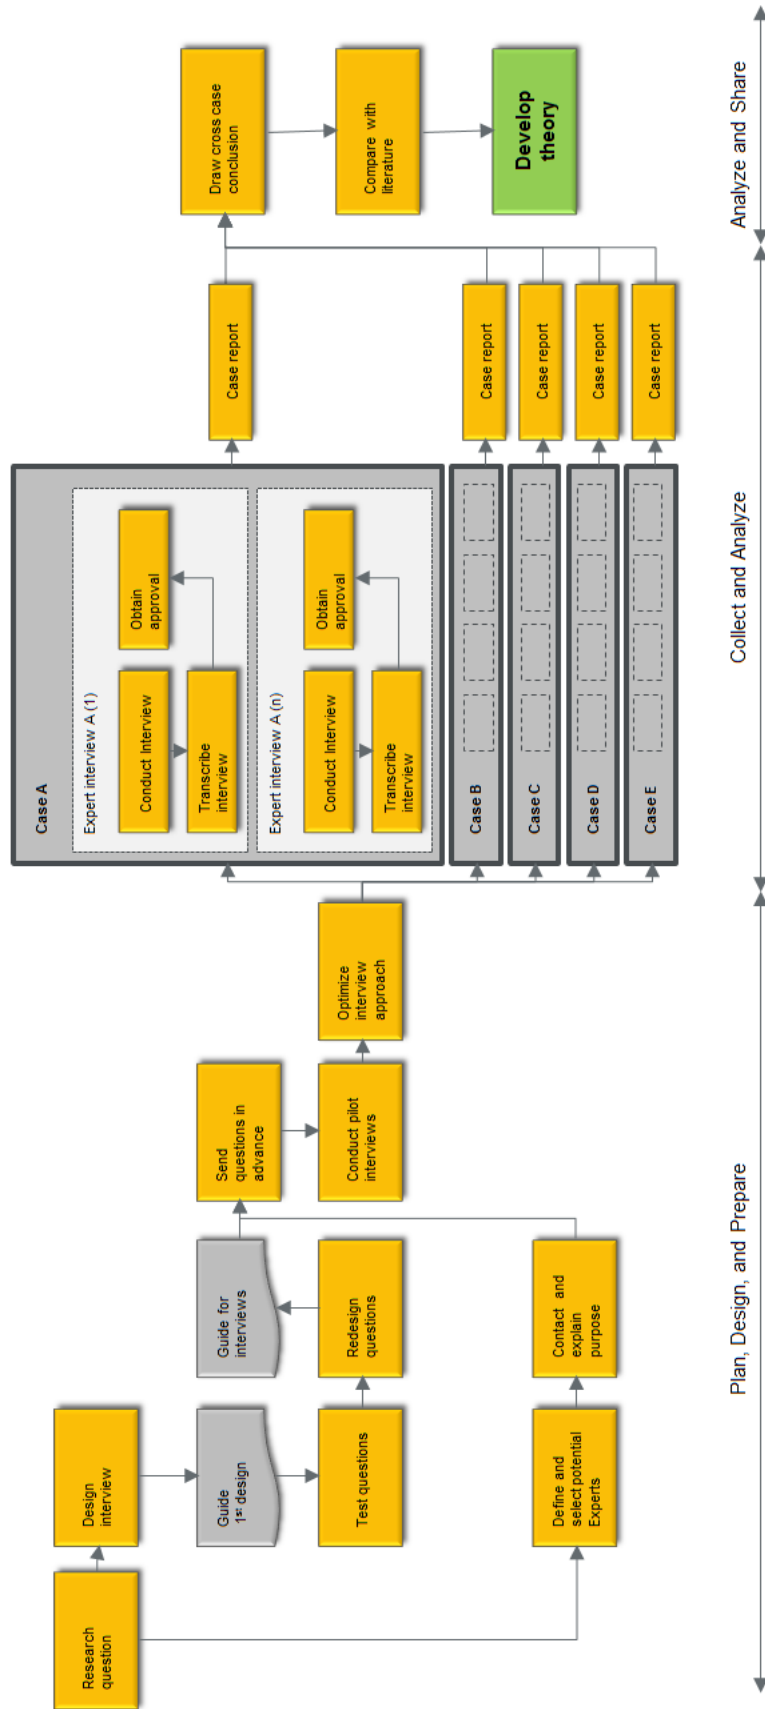 Research
question
Design
interview
Guide
1st design
Test questions
Redesign
questions
Guide for
interviews
Define and
select potential
Experts
Contact and
explain
purpose
Send
questions in
advance
Conduct pilot
interviews
Optimize
interview
approach
Case A
Expert interview A (1)
Conduct Interview
Transcribe
interview
Obtain
approval
Expert interview A (n)
Conduct Interview
Transcribe
interview
Obtain
approval
Case B
Case C
Case D
Case E
Case report
Case report
Case report
Case report
Case report
Draw cross case
conclusion
Compare with
literature
Develop
theory
Plan, Design, and Prepare
Collect and Analyze
Analyze and Share